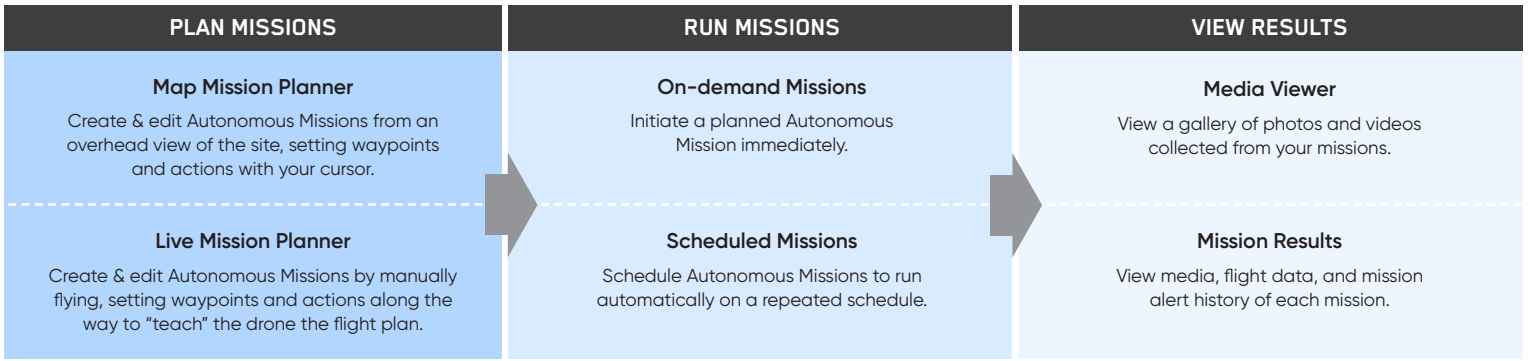 PLAN MISSIONS
Map Mission Planner
Create & edit Autonomous Missions from an
overhead view of the site, setting waypoints
and actions with your cursor.
Live Mission Planner
Create & edit Autonomous Missions by manually
flying, setting waypoints and actions along the
way to “teach” the drone the flight plan.
RUN MISSIONS
On-demand Missions
Initiate a planned Autonomous
Mission immediately.
Scheduled Missions
Schedule Autonomous Missions to run
automatically on a repeated schedule.
VIEW RESULTS
Media Viewer
View a gallery of photos and videos
collected from your missions.
Mission Results
View media, flight data, and mission
alert history of each mission.